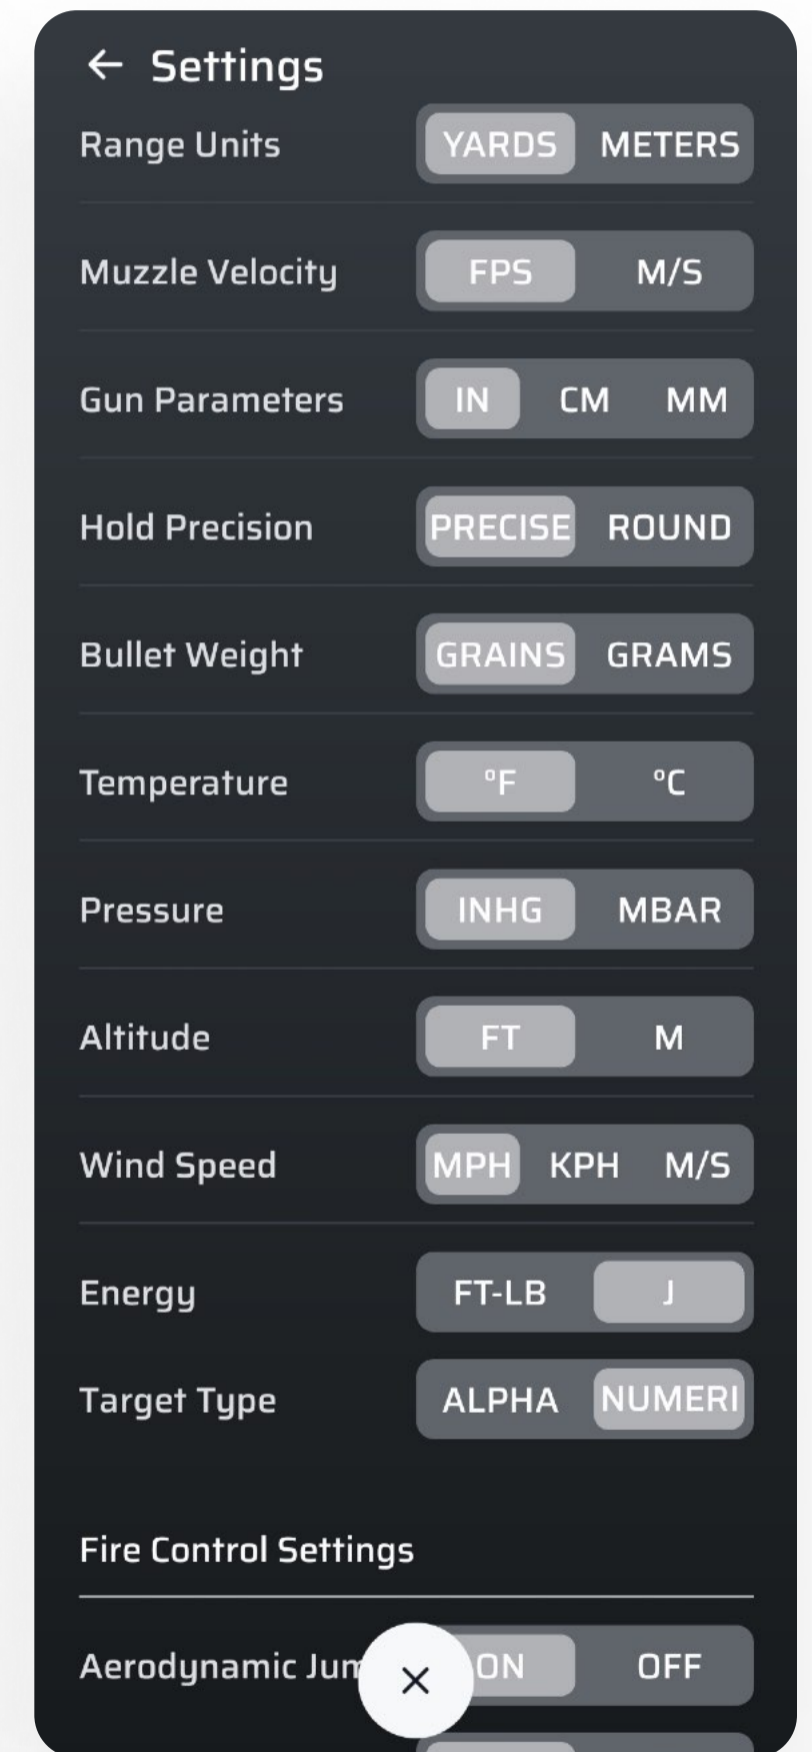 Settings
Range Units YARDS METERS
Muzzle Velocity FPS M/S
Gun Parameters IN CM MM
Hold Precision PRECISE ROUND
Bullet Weight GRAINS GRAMS
Temperature °F °C
Pressure INHG MBAR
Altitude FT M
Wind Speed MPH KPH M/S
Energy FT-LB J
Target Type ALPHA NUMERI
Fire Control Settings
Aerodynamic ON OFF